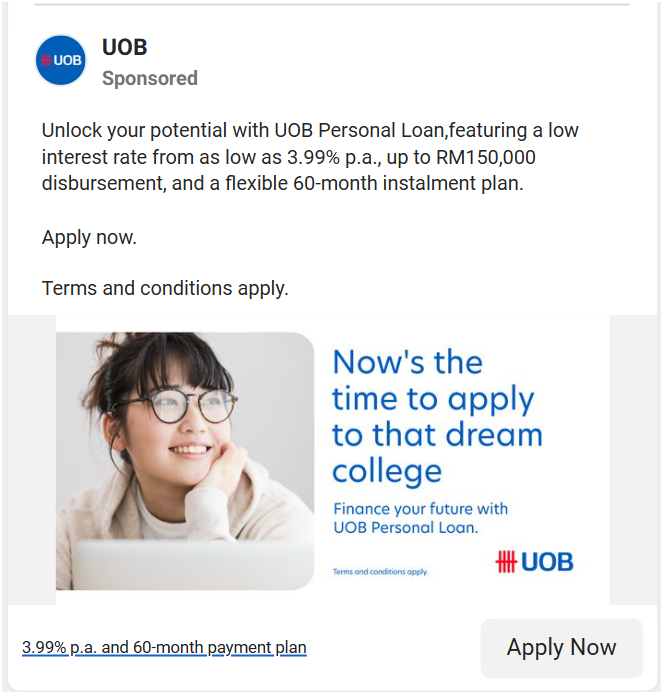 UOB
UOB
Sponsored
Unlock your potential with UOB Personal Loan,featuring a low
interest rate from as low as 3.99% p.a., up to RM150,000
disbursement, and a flexible 60-month instalment plan.
Apply now.
Terms and conditions apply.
Now's the
time to apply
to that dream
college
Finance your future with
UOB Personal Loan.
Terms and conditions apply.
UOB
3.99% p.a. and 60-month payment plan
Apply Now